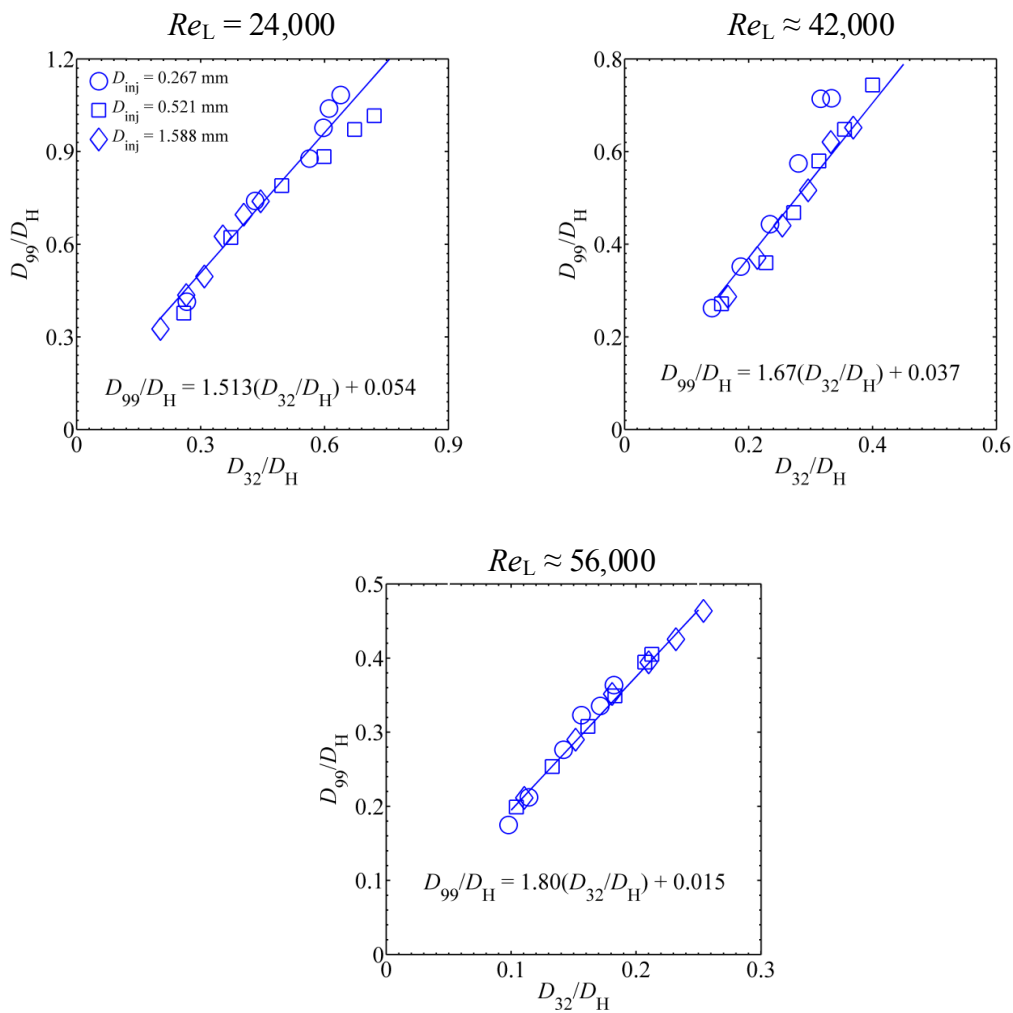 Re_L = 24,000
1.2
0.9
0.6
0.3
0
D_inj = 0.267 mm
D_inj = 0.521 mm
D_inj = 1.588 mm
D_99/D_H
D_99/D_H = 1.513(D_32/D_H) + 0.054
0 0.3 0.6 0.9
D_32/D_H
Re_L ≈ 42,000
0.8
0.6
0.4
0.2
0
D_99/D_H
D_99/D_H = 1.67(D_32/D_H) + 0.037
0 0.2 0.4 0.6
D_32/D_H
Re_L ≈ 56,000
0.5
0.4
0.3
0.2
0.1
0
D_99/D_H
D_99/D_H = 1.80(D_32/D_H) + 0.015
0 0.1 0.2 0.3
D_32/D_H